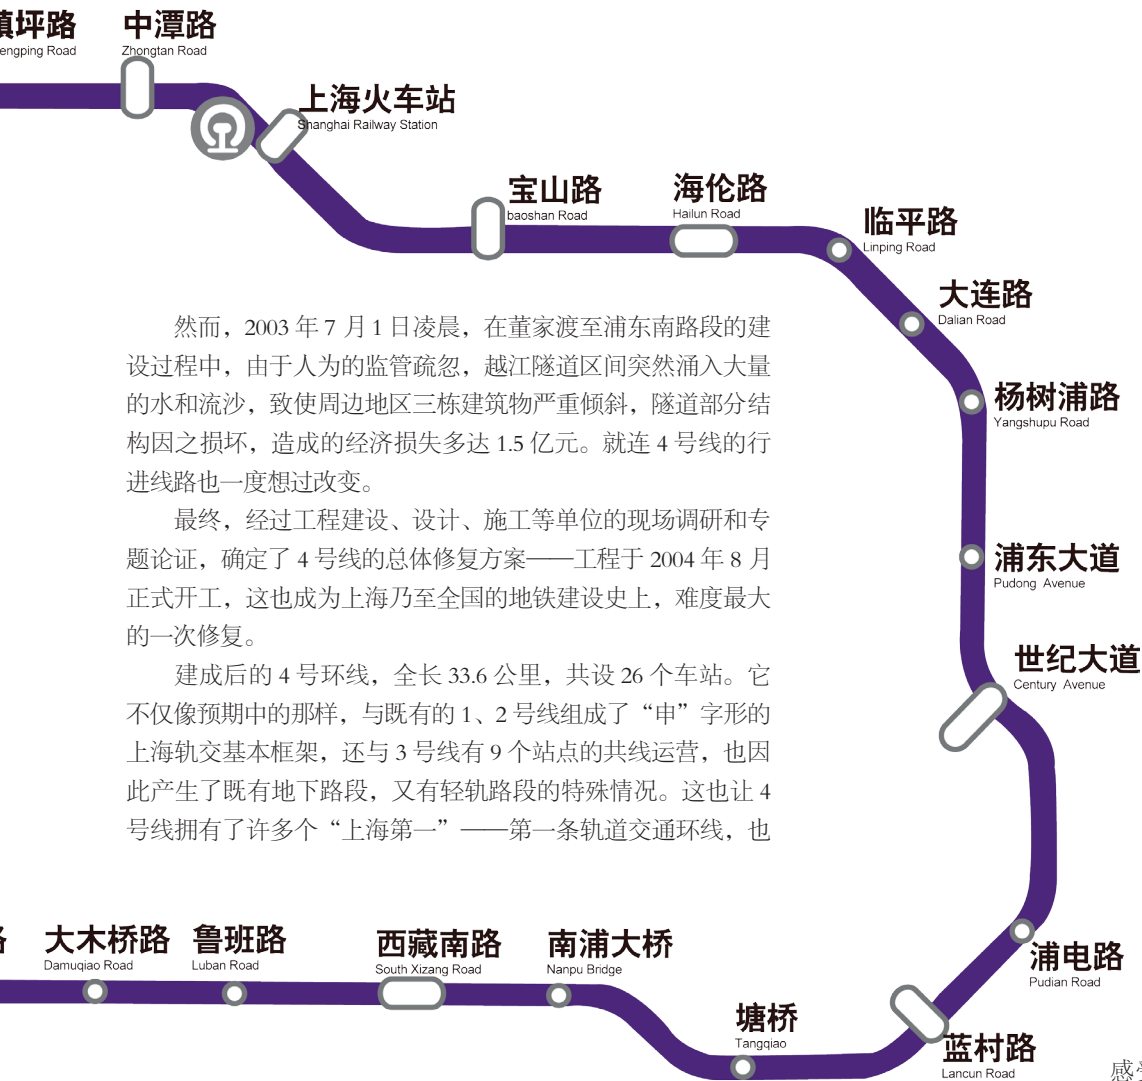 镇坪路
engping Road
中潭路
Zhongtan Road
上海火车站
Shanghai Railway Station
宝山路
baoshan Road
海伦路
Hailun Road
临平路
Linping Road
大连路
Dalian Road
杨树浦路
Yangshupu Road
浦东大道
Pudong Avenue
世纪大道
Century Avenue
然而，2003 年 7 月 1 日凌晨，在董家渡至浦东南路段的建
设过程中，由于人为的监管疏忽，越江隧道区间突然涌入大量
的水和流沙，致使周边地区三栋建筑物严重倾斜，隧道部分结
构因之损坏，造成的经济损失多达 1.5 亿元。就连 4 号线的行
进线路也一度想过改变。
最终，经过工程建设、设计、施工等单位的现场调研和专
题论证，确定了 4 号线的总体修复方案——工程于 2004 年 8 月
正式开工，这也成为上海乃至全国的地铁建设史上，难度最大
的一次修复。
建成后的 4 号环线，全长 33.6 公里，共设 26 个车站。它
不仅像预期中的那样，与既有的 1、2 号线组成了“申”字形的
上海轨交基本框架，还与 3 号线有 9 个站点的共线运营，也因
此产生了既有地下路段，又有轻轨路段的特殊情况。这也让 4
号线拥有了许多个“上海第一”——第一条轨道交通环线，也
路
大木桥路
Damuqiao Road
鲁班路
Luban Road
西藏南路
South Xizang Road
南浦大桥
Nanpu Bridge
塘桥
Tangqiao
浦电路
Pudian Road
蓝村路
Lancun Road
感